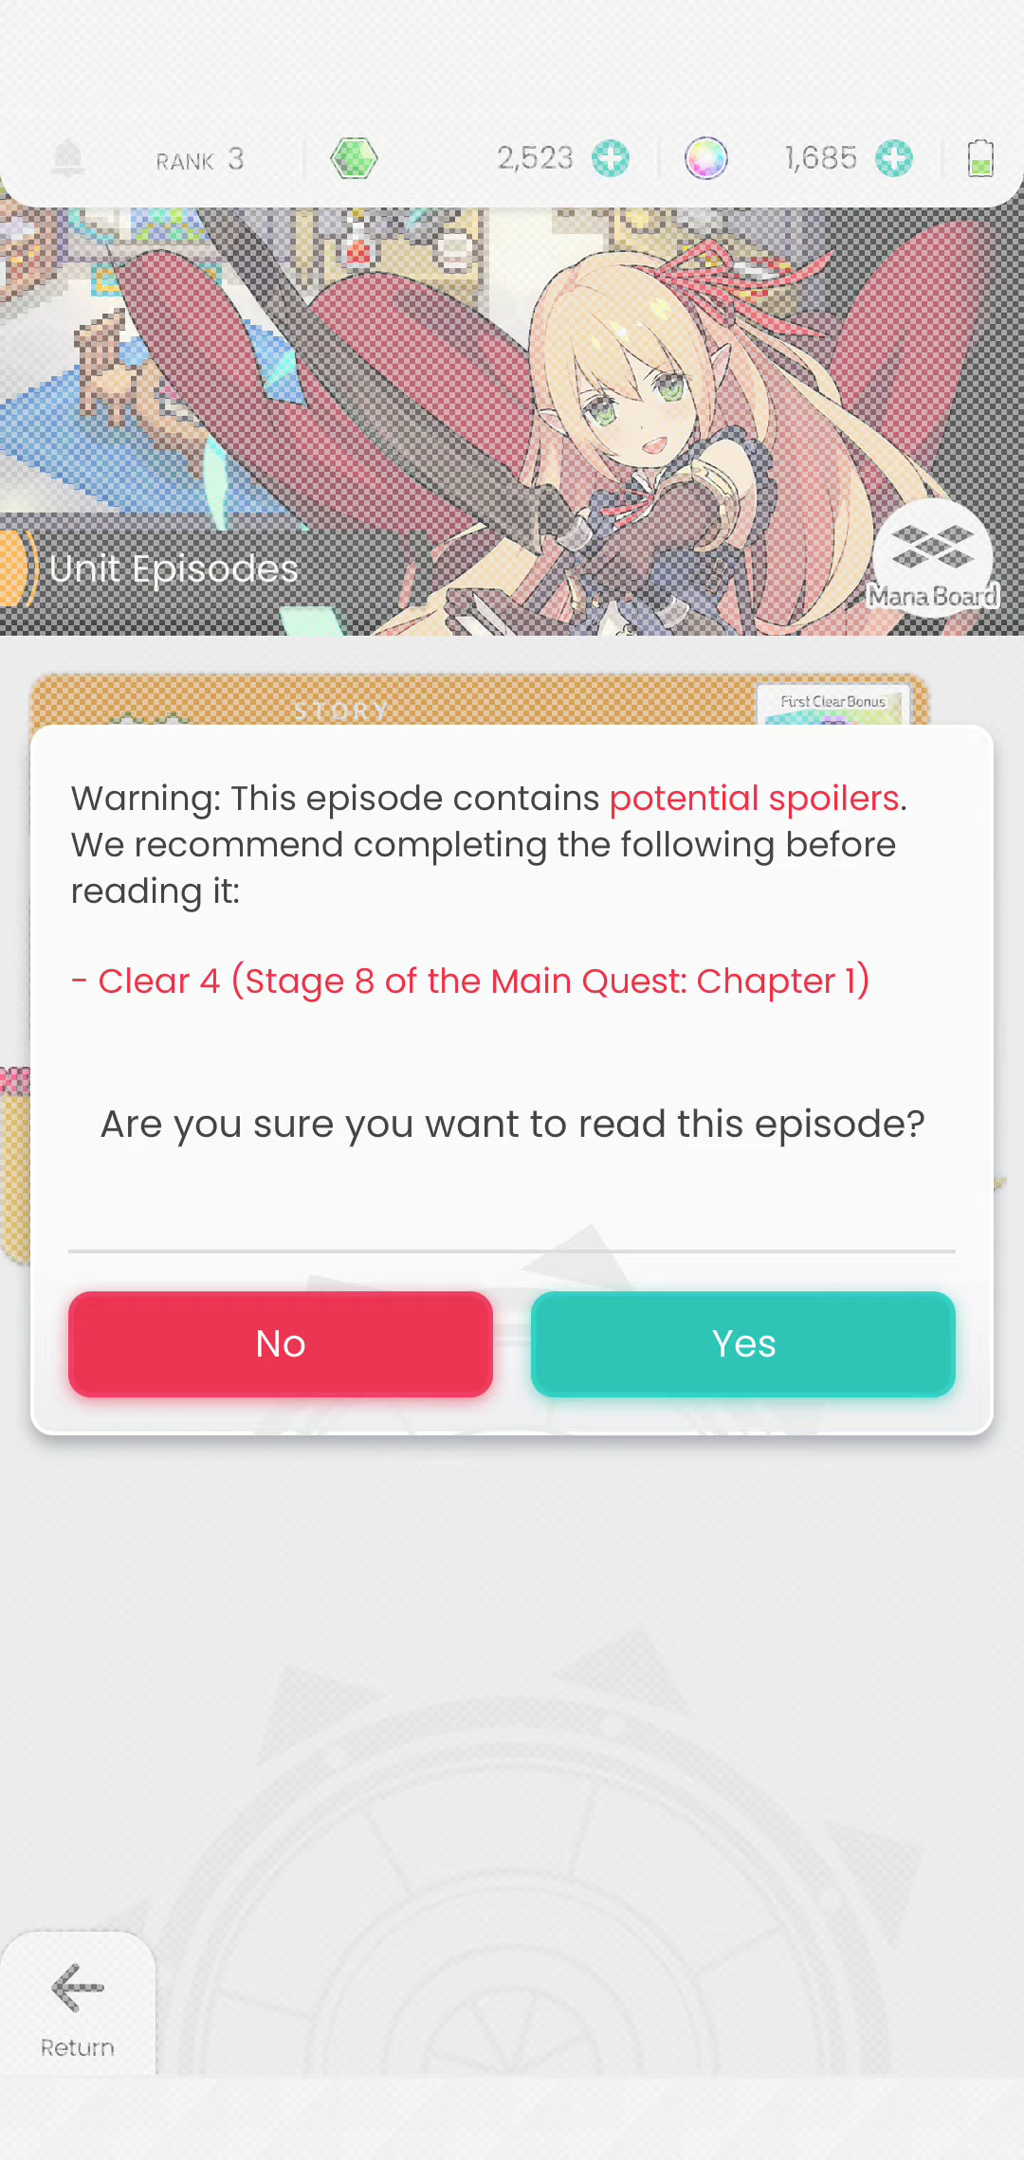 RANK 3
2,523
1,685
Unit Episodes
Mana Board
STORY
First Clear Bonus
Warning: This episode contains potential spoilers.
We recommend completing the following before
reading it:
- Clear 4 (Stage 8 of the Main Quest: Chapter 1)
Are you sure you want to read this episode?
No
Yes
Return